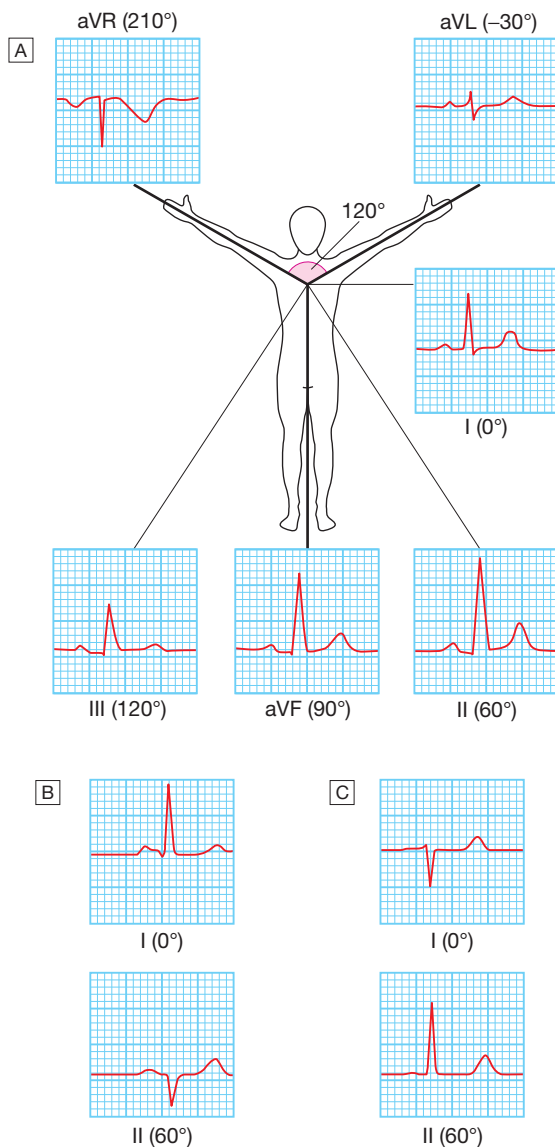 A
aVR (210°)
aVL (–30°)
120°
I (0°)
III (120°)
aVF (90°)
II (60°)
B
C
I (0°)
I (0°)
II (60°)
II (60°)